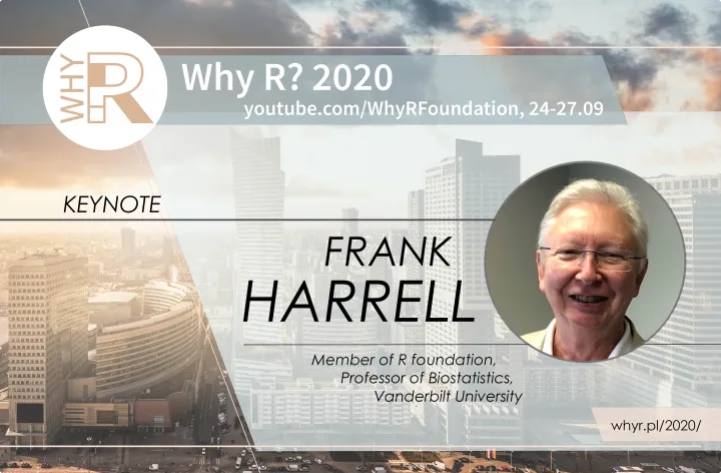 WHY R
Why R? 2020
youtube.com/WhyRFoundation, 24-27.09
KEYNOTE
FRANK
HARRELL
Member of R foundation,
Professor of Biostatistics,
Vanderbilt University
whyr.pl/2020/